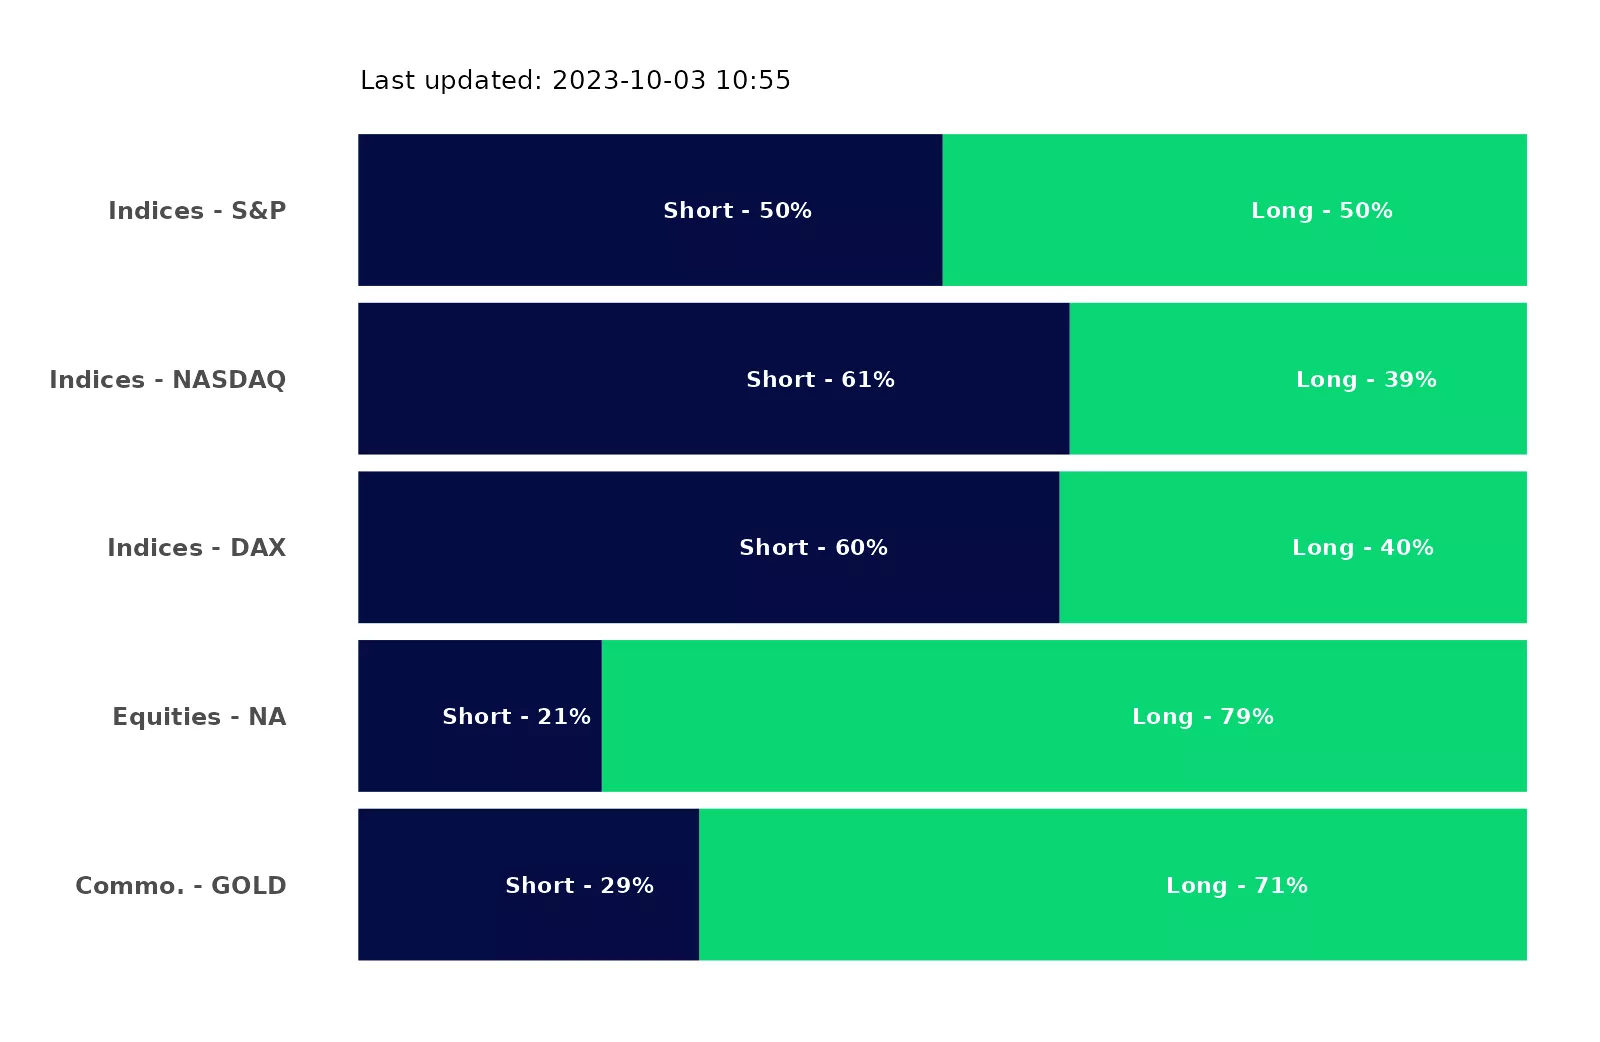 Last updated: 2023-10-03 10:55
Indices - S&P Short - 50% Long - 50%
Indices - NASDAQ Short - 61% Long - 39%
Indices - DAX Short - 60% Long - 40%
Equities - NA Short - 21% Long - 79%
Commo. - GOLD Short - 29% Long - 71%